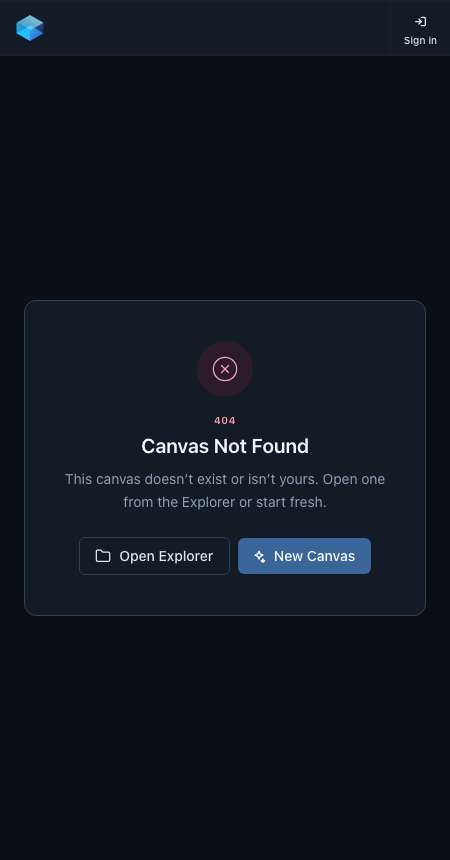 Sign in
404
Canvas Not Found
This canvas doesn’t exist or isn’t yours. Open one
from the Explorer or start fresh.
Open Explorer
New Canvas